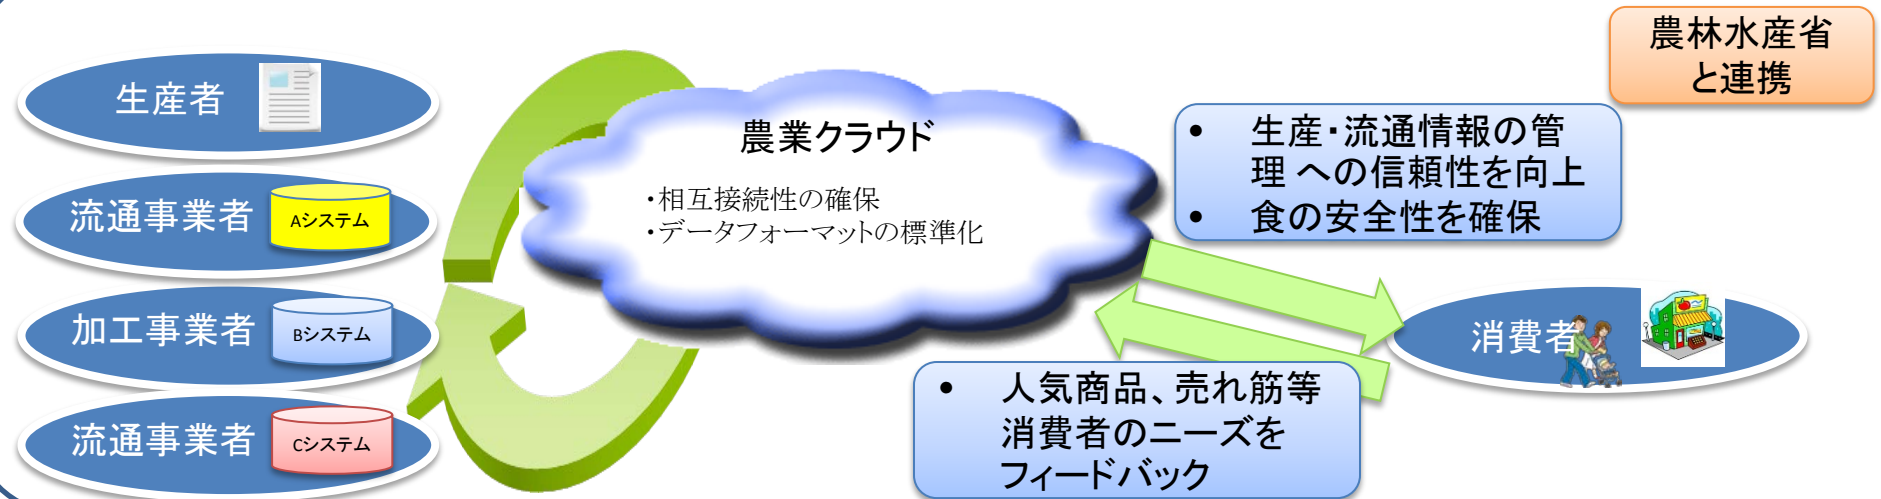 農林水産省
と連携
生産者
流通事業者
Aシステム
加工事業者
Bシステム
流通事業者
Cシステム
農業クラウド
・相互接続性の確保
・データフォーマットの標準化
• 生産・流通情報の管
理 への信頼性を向上
• 食の安全性を確保
消費者
• 人気商品、売れ筋等
消費者のニーズを
フィードバック